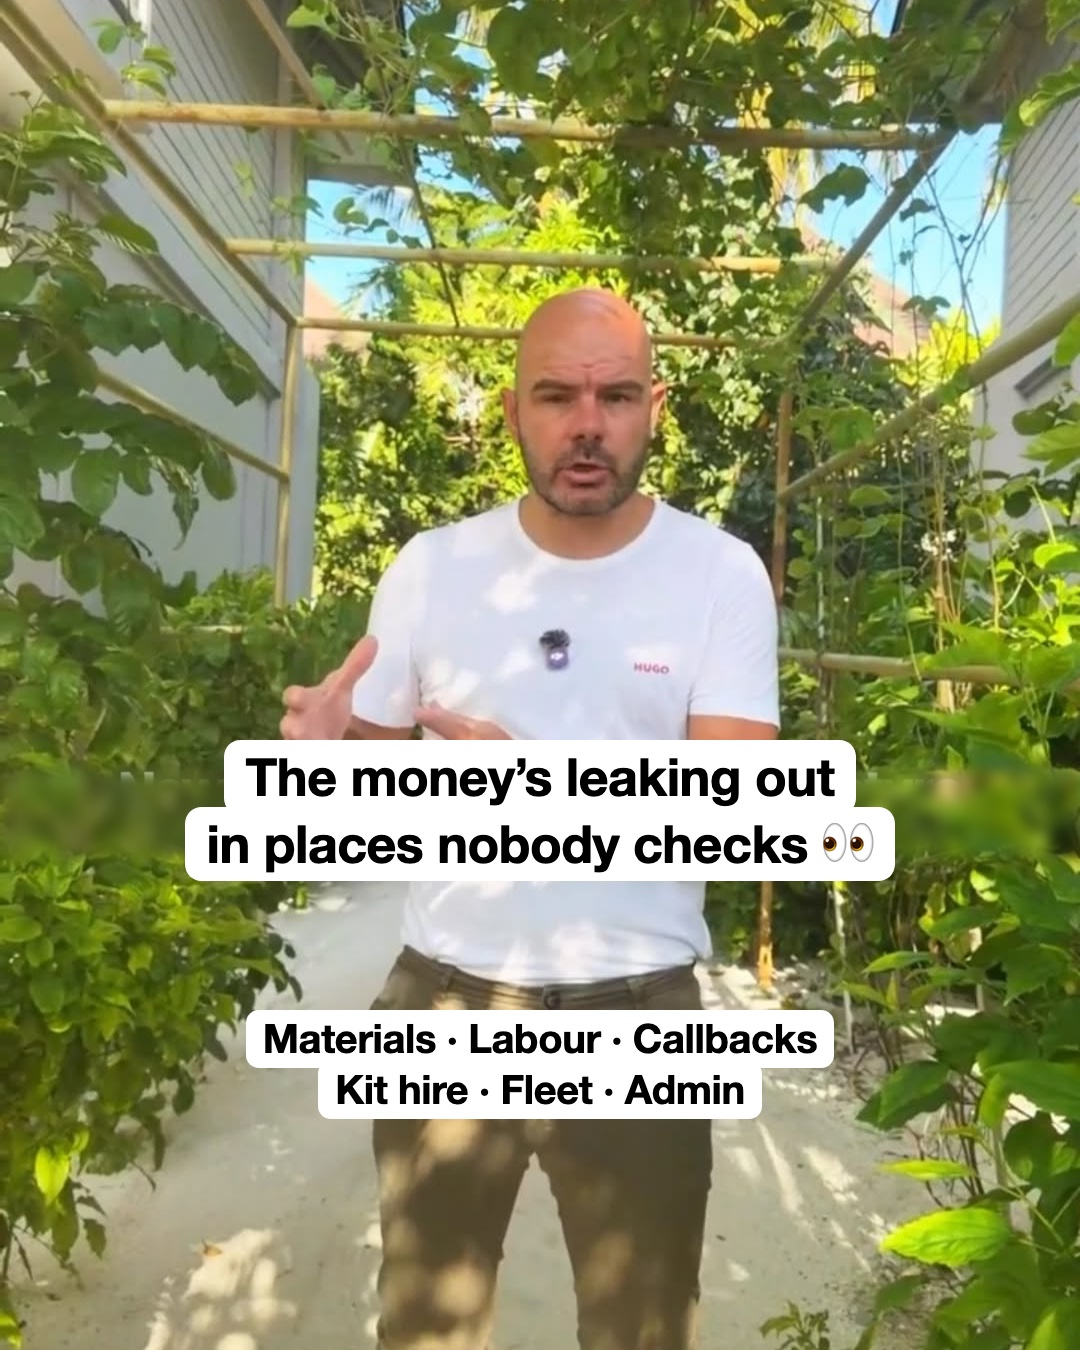 HUGO
The money’s leaking out
in places nobody checks 👀
Materials · Labour · Callbacks
Kit hire · Fleet · Admin